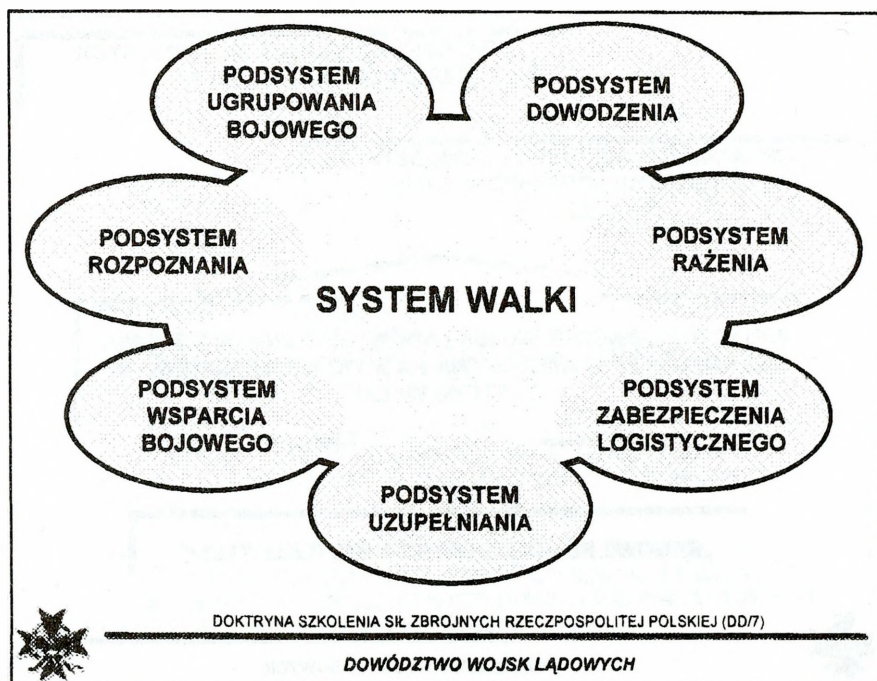 PODSYSTEM
UGRUPOWANIA
BOJOWEGO
PODSYSTEM
DOWODZENIA
PODSYSTEM
ROZPOZNANIA
PODSYSTEM
RAŻENIA
SYSTEM WALKI
PODSYSTEM
WSPARCIA
BOJOWEGO
PODSYSTEM
ZABEZPIECZENIA
LOGISTYCZNEGO
PODSYSTEM
UZUPEŁNIANIA
DOKTRYNA SZKOLENIA SIŁ ZBROJNYCH RZECZPOSPOLITEJ POLSKIEJ (DD/7)
DOWÓDZTWO WOJSK LĄDOWYCH